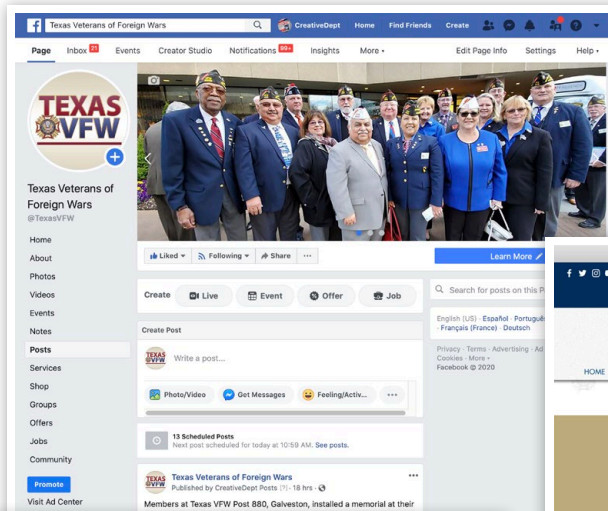 Texas Veterans of Foreign Wars
CreativeDept Home Find Friends Create
Page Inbox 21 Events Creator Studio Notifications 99+ Insights More Edit Page Info Settings Help
TEXAS
VFW
Texas Veterans of
Foreign Wars
@TexasVFW
Home
About
Photos
Videos
Events
Notes
Posts
Services
Shop
Groups
Offers
Jobs
Community
Promote
Visit Ad Center
Liked Following Share ...
Learn More
Create Live Event Offer Job
Create Post
TEXAS
VFW
Write a post...
Photo/Video Get Messages Feeling/Activ... ...
13 Scheduled Posts
Next post scheduled for today at 10:59 AM. See posts.
TEXAS
VFW
Texas Veterans of Foreign Wars ...
Published by CreativeDept Posts [?] · 18 hrs ·
Members at Texas VFW Post 880, Galveston, installed a memorial at their
Search for posts on this P
English (US) · Español · Portuguê
· Français (France) · Deutsch
Privacy · Terms · Advertising · Ad
Cookies · More
Facebook © 2020
HOME